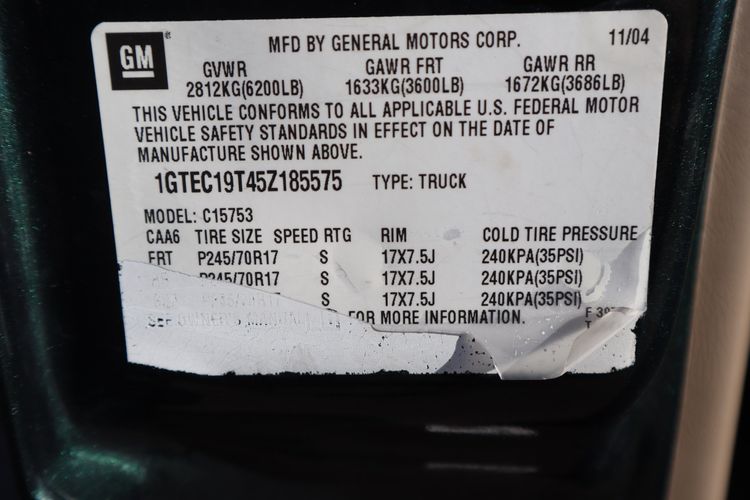 GM
MFD BY GENERAL MOTORS CORP. 11/04
GVWR GAWR FRT GAWR RR
2812KG(6200LB) 1633KG(3600LB) 1672KG(3686LB)
THIS VEHICLE CONFORMS TO ALL APPLICABLE U.S. FEDERAL MOTOR
VEHICLE SAFETY STANDARDS IN EFFECT ON THE DATE OF
MANUFACTURE SHOWN ABOVE.
1GTEC19T45Z185575 TYPE: TRUCK
MODEL: C15753
CAA6 TIRE SIZE SPEED RTG RIM COLD TIRE PRESSURE
FRT P245/70R17 S 17X7.5J 240KPA(35PSI)
P245/70R17 S 17X7.5J 240KPA(35PSI)
S 17X7.5J 240KPA(35PSI)
SEE OWNER'S MANUAL FOR MORE INFORMATION.